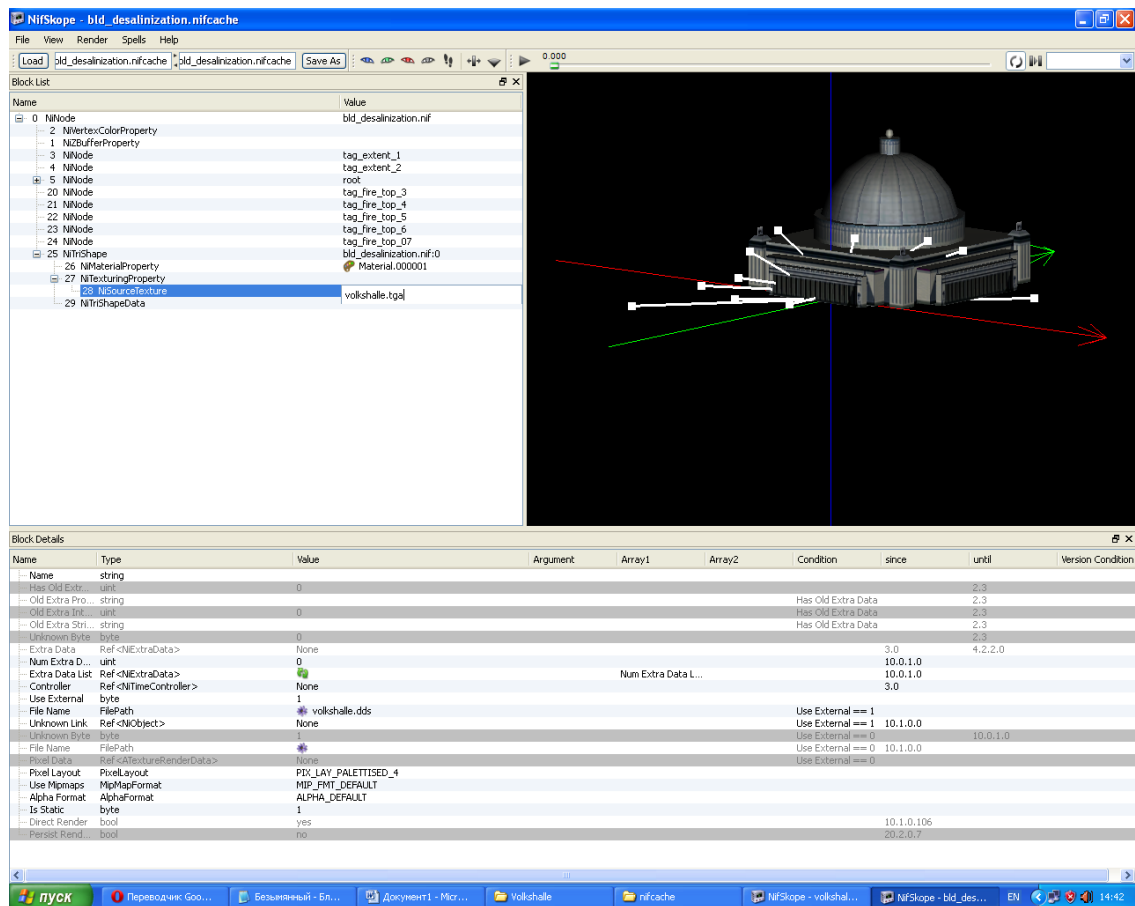 NifSkope - bld_desalinization.nifcache
File View Render Spells Help
Load bld_desalinization.nifcache bld_desalinization.nifcache Save As 0.000
Block List
Name Value
0 NiNode bld_desalinization.nif
2 NiVertexColorProperty
1 NiZBufferProperty
3 NiNode tag_extent_1
4 NiNode tag_extent_2
5 NiNode root
20 NiNode tag_fire_top_3
21 NiNode tag_fire_top_4
22 NiNode tag_fire_top_5
23 NiNode tag_fire_top_6
24 NiNode tag_fire_top_07
25 NiTriShape bld_desalinization.nif:0
26 NiMaterialProperty Material.000001
27 NiTexturingProperty
28 NiSourceTexture volkshalle.tga
29 NiTriShapeData
Block Details
Name Type Value Argument Array1 Array2 Condition since until Version Condition
Name string
Has Old Extr... uint 0 2.3
Old Extra Pro... string Has Old Extra Data 2.3
Old Extra Int... uint 0 Has Old Extra Data 2.3
Old Extra Stri... string Has Old Extra Data 2.3
Unknown Byte byte 0 2.3
Extra Data Ref<NiExtraData> None 3.0 4.2.2.0
Num Extra D... uint 0 10.0.1.0
Extra Data List Ref<NiExtraData> Num Extra Data L... 10.0.1.0
Controller Ref<NiTimeController> None 3.0
Use External byte 1
File Name FilePath volkshalle.dds Use External == 1
Unknown Link Ref<NiObject> None Use External == 1 10.1.0.0
Unknown Byte byte 1 Use External == 0 10.0.1.0
File Name FilePath Use External == 0 10.1.0.0
Pixel Data Ref<ATextureRenderData> None Use External == 0
Pixel Layout PixelLayout PIX_LAY_PALETTISED_4
Use Mipmaps MipMapFormat MIP_FMT_DEFAULT
Alpha Format AlphaFormat ALPHA_DEFAULT
Is Static byte 1
Direct Render bool yes 10.1.0.106
Persist Rend... bool no 20.2.0.7
пуск Переводчик Goo... Безымянный - Бл... Документ1 - Micr... Volkshalle nifcache NifSkope - volkshal... NifSkope - bld_des... EN 14:42